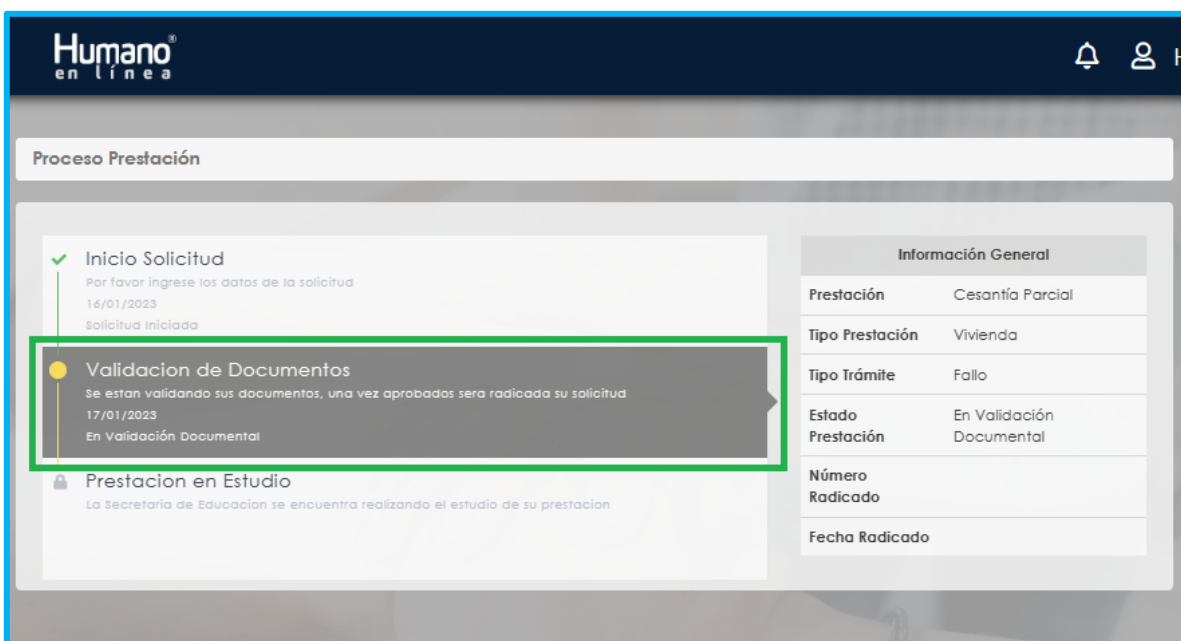 Humano®
en línea
H
Proceso Prestación
Inicio Solicitud
Por favor ingrese los datos de la solicitud
16/01/2023
Solicitud Iniciada
Validacion de Documentos
Se estan validando sus documentos, una vez aprobados sera radicada su solicitud
17/01/2023
En Validación Documental
Prestacion en Estudio
La Secretaria de Educacion se encuentra realizando el estudio de su prestacion
Información General
Prestación Cesantía Parcial
Tipo Prestación Vivienda
Tipo Trámite Fallo
Estado En Validación
Prestación Documental
Número
Radicado
Fecha Radicado